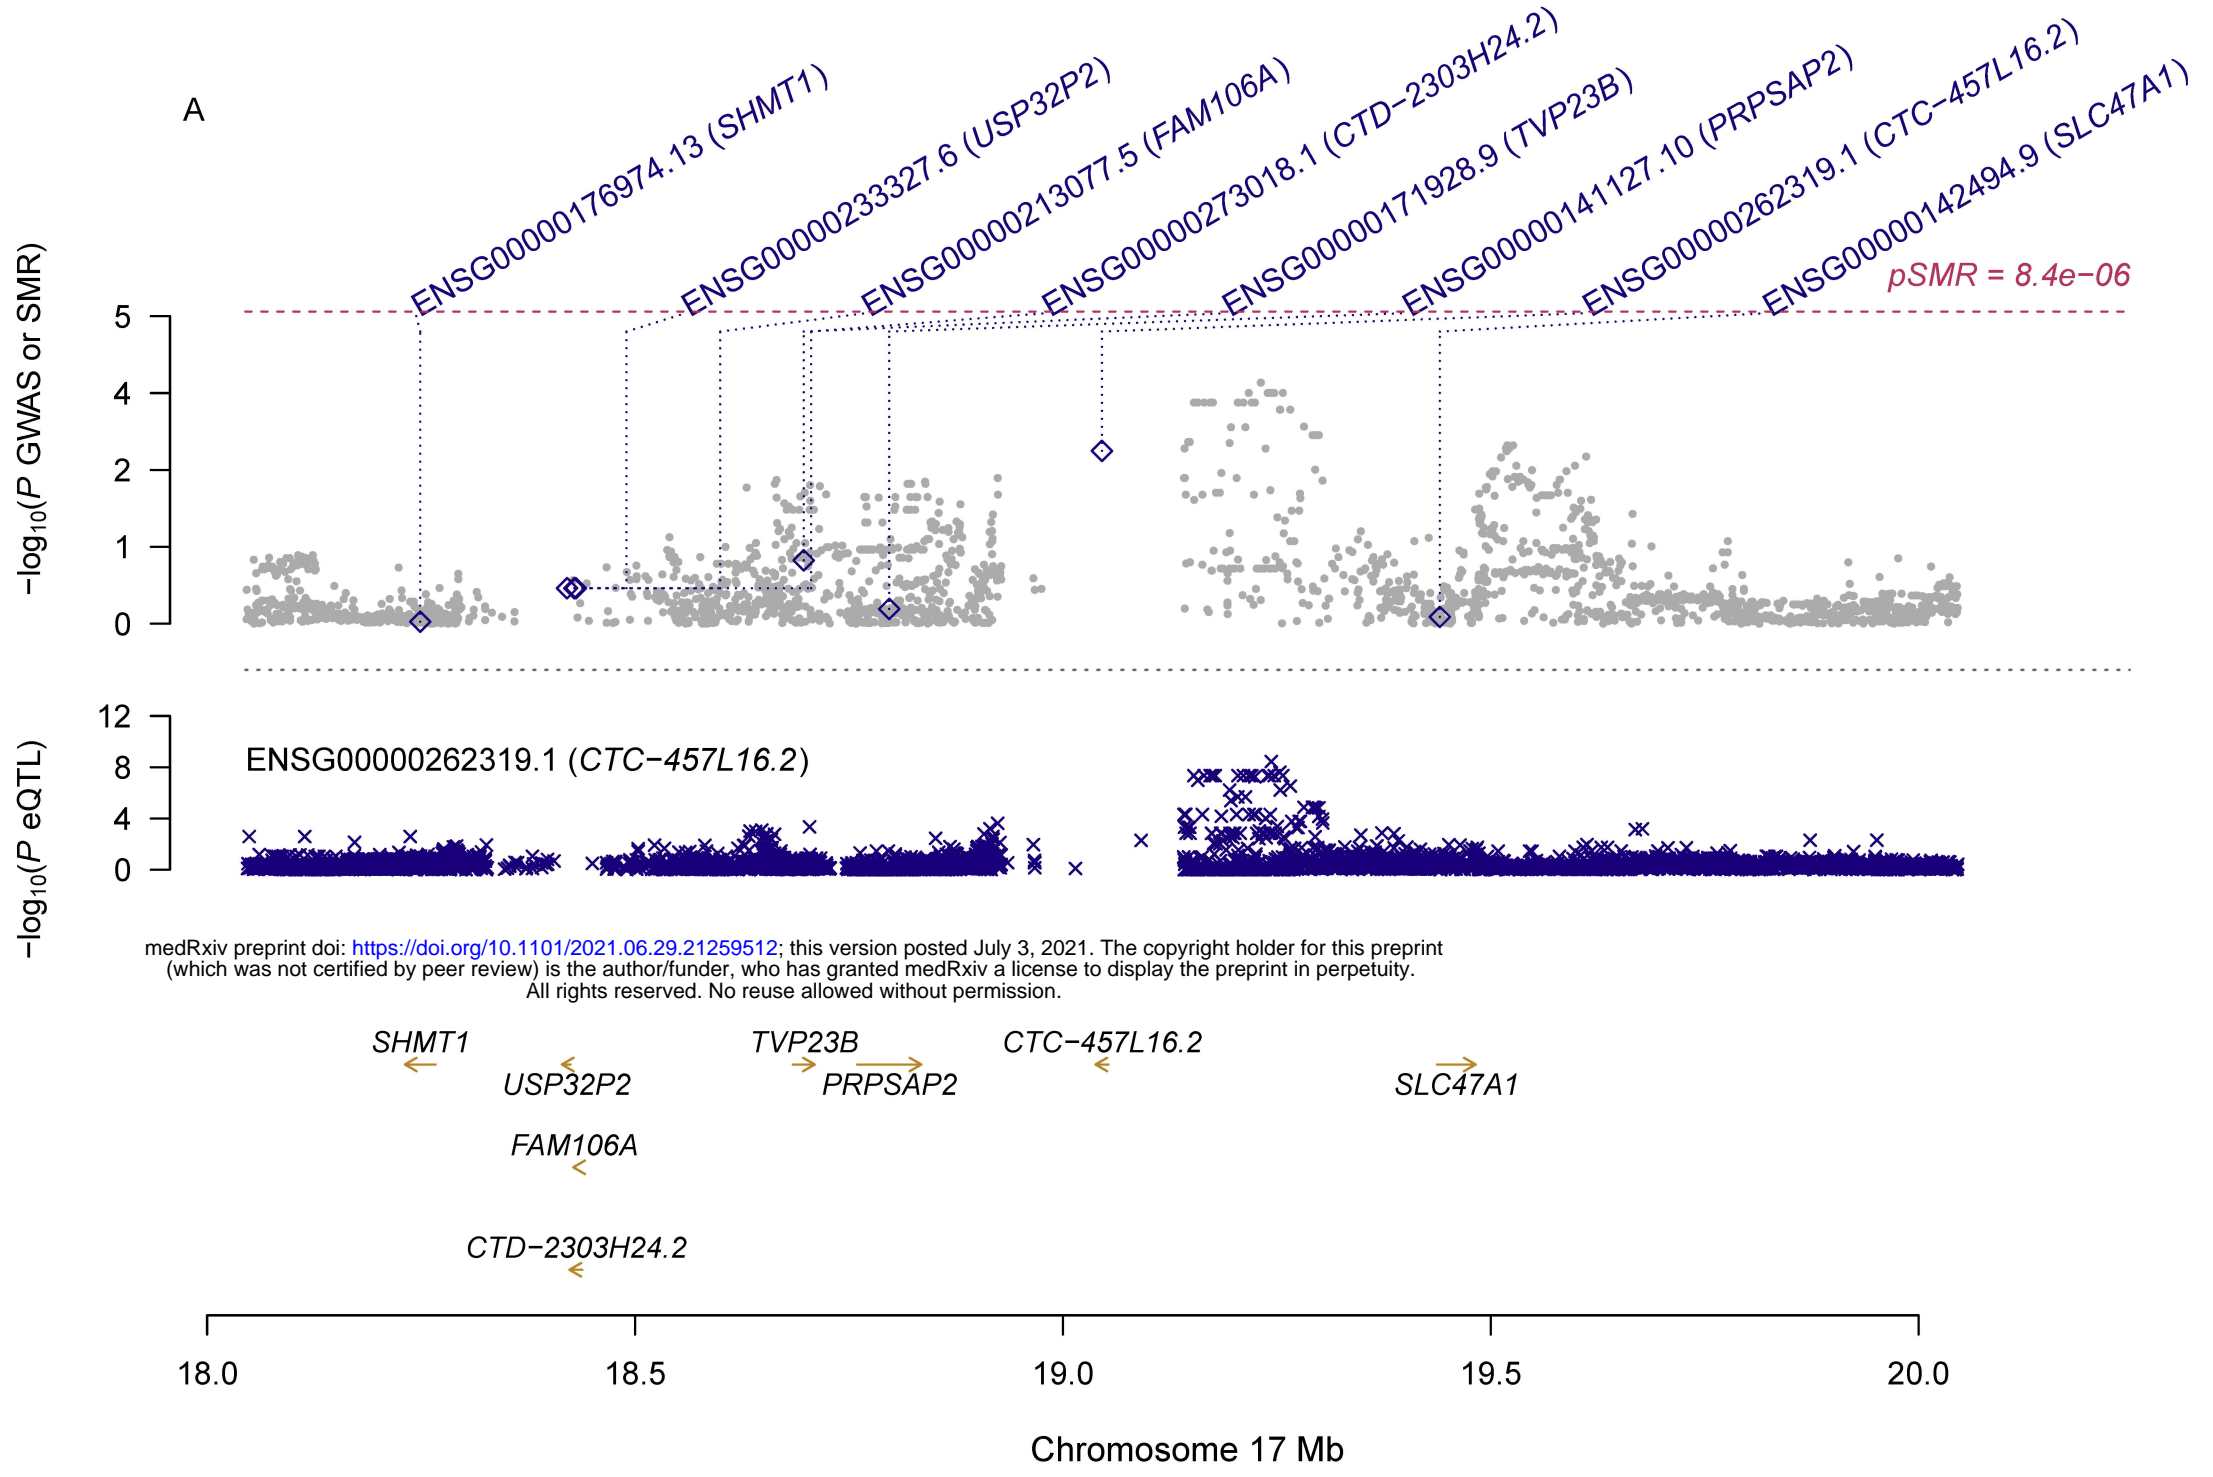 A
ENSG00000176974.13 (SHMT1)
ENSG00000233327.6 (USP32P2)
ENSG00000213077.5 (FAM106A)
ENSG00000273018.1 (CTD−2303H24.2)
ENSG00000171928.9 (TVP23B)
ENSG00000141127.10 (PRPSAP2)
ENSG00000262319.1 (CTC−457L16.2)
ENSG00000142494.9 (SLC47A1)
pSMR = 8.4e−06
−log10(P GWAS or SMR)
5
4
2
1
0
−log10(P eQTL)
12
8
4
0
ENSG00000262319.1 (CTC−457L16.2)
medRxiv preprint doi: https://doi.org/10.1101/2021.06.29.21259512; this version posted July 3, 2021. The copyright holder for this preprint
(which was not certified by peer review) is the author/funder, who has granted medRxiv a license to display the preprint in perpetuity.
All rights reserved. No reuse allowed without permission.
SHMT1 TVP23B CTC−457L16.2
USP32P2 PRPSAP2 SLC47A1
FAM106A
CTD−2303H24.2
18.0 18.5 19.0 19.5 20.0
Chromosome 17 Mb